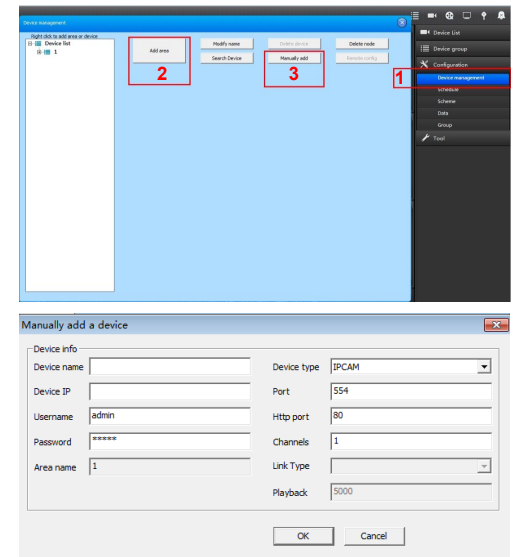 Device management
Right click to add area or device
Device list
1
Add area
Modify name
Delete device
Delete node
Search Device
Manually add
Remote config
2
3
1
Device List
Device group
Configuration
Device management
Schedule
Scheme
Data
Group
Tool
Manually add a device
Device info
Device name
Device type IPCAM
Device IP
Port 554
Username admin
Http port 80
Password *****
Channels 1
Area name 1
Link Type
Playback 5000
OK Cancel